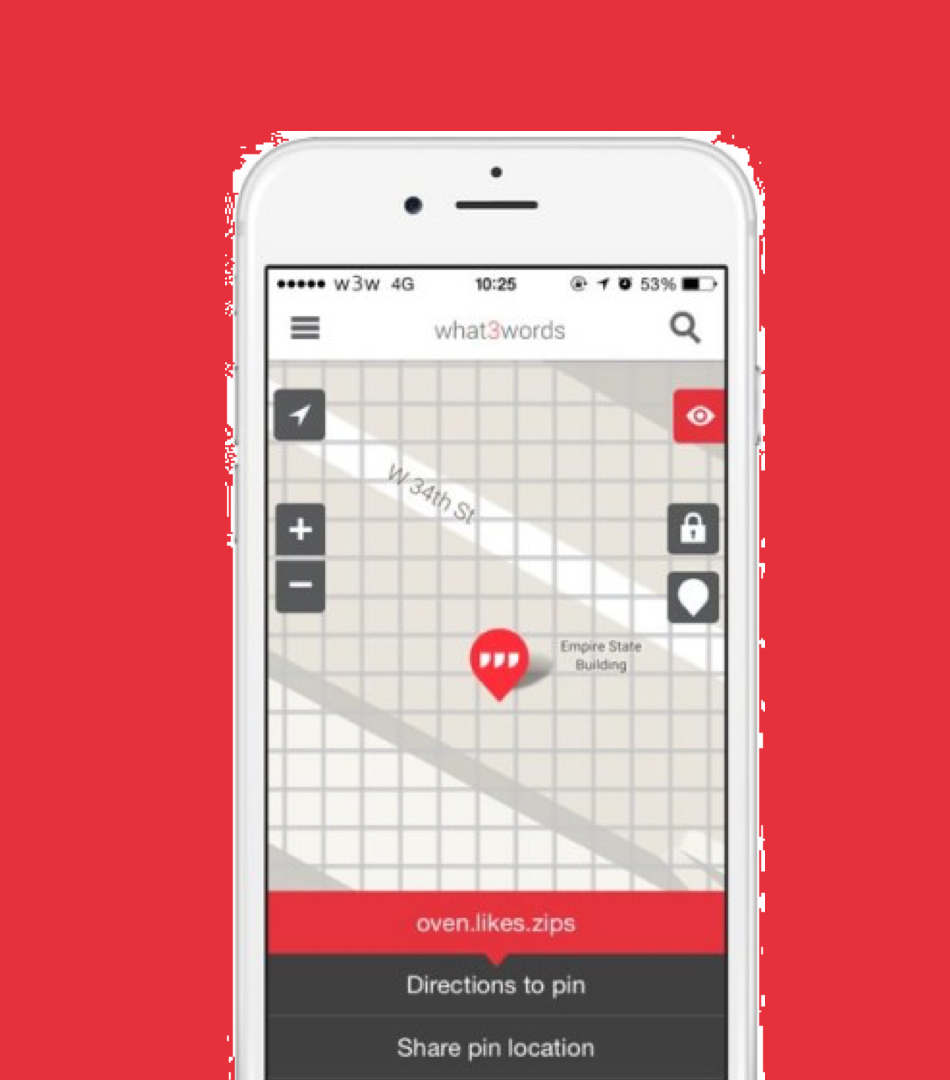 w3w 4G 10:25 53%
what3words
W 34th St
Empire State
Building
oven.likes.zips
Directions to pin
Share pin location